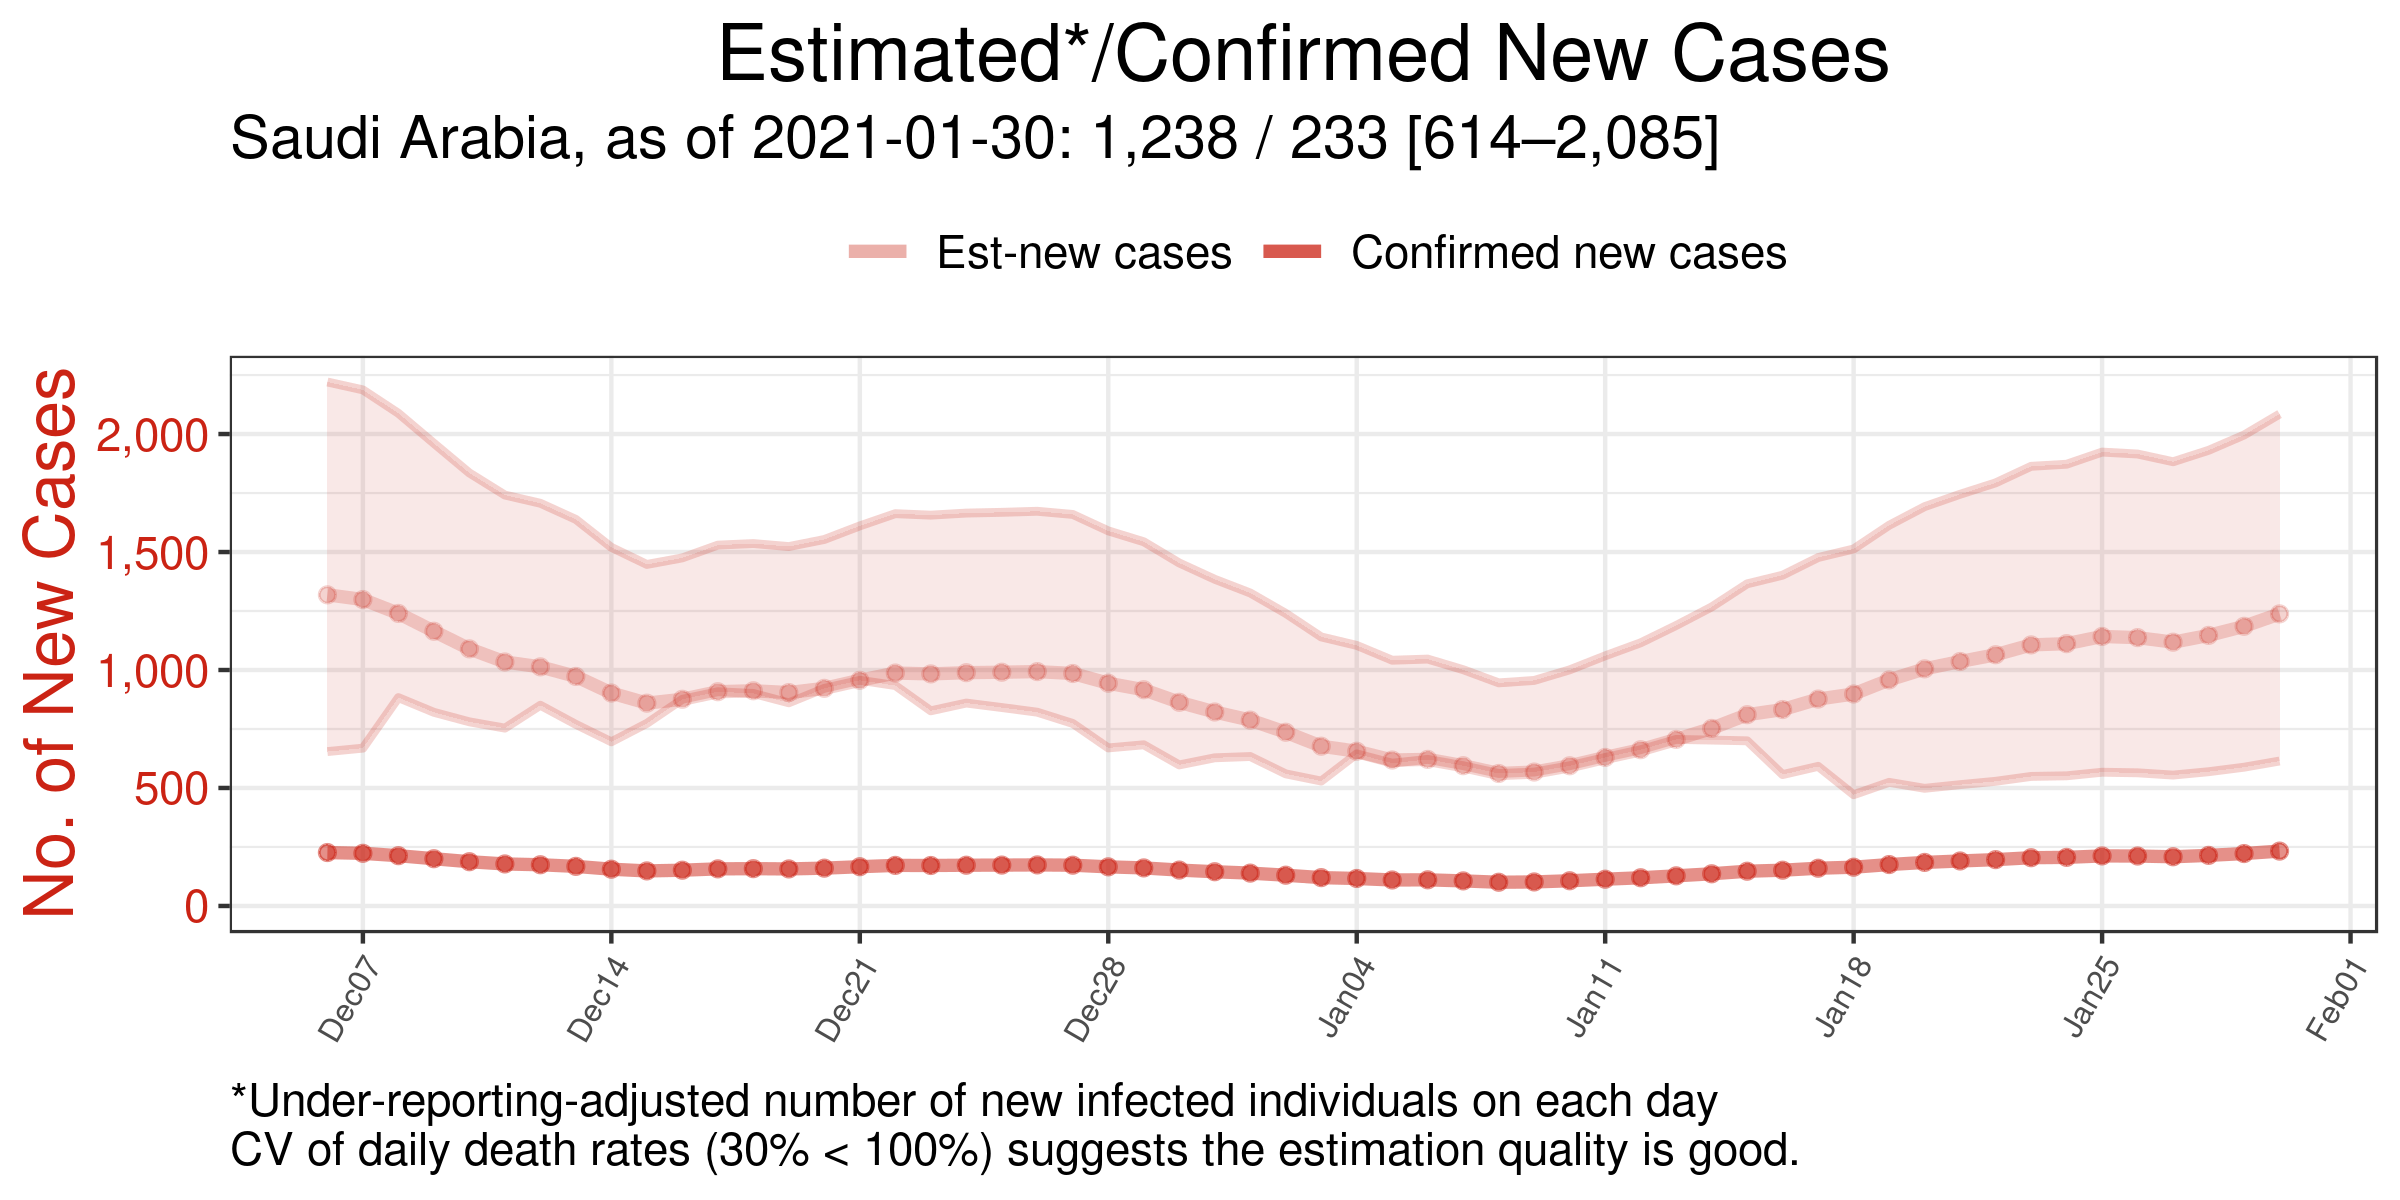 Estimated*/Confirmed New Cases
Saudi Arabia, as of 2021-01-30: 1,238 / 233 [614–2,085]
Est-new cases
Confirmed new cases
No. of New Cases
2,000
1,500
1,000
500
0
Dec07
Dec14
Dec21
Dec28
Jan04
Jan11
Jan18
Jan25
Feb01
*Under-reporting-adjusted number of new infected individuals on each day
CV of daily death rates (30% < 100%) suggests the estimation quality is good.